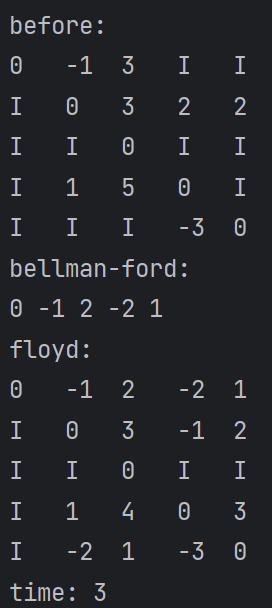 before:
0 -1 3 I I
I 0 3 2 2
I I 0 I I
I 1 5 0 I
I I I -3 0
bellman-ford:
0 -1 2 -2 1
floyd:
0 -1 2 -2 1
I 0 3 -1 2
I I 0 I I
I 1 4 0 3
I -2 1 -3 0
time: 3